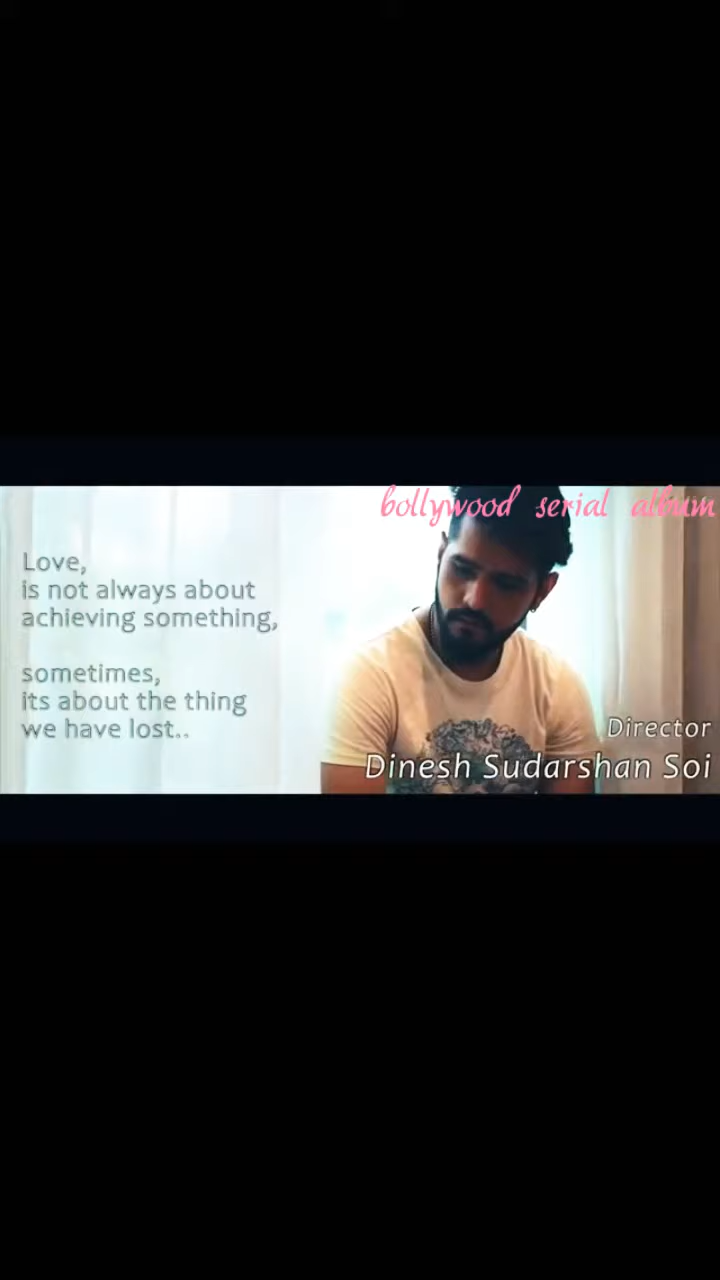 bollywood serial album
Love,
is not always about
achieving something,
sometimes,
its about the thing
we have lost..
Director
Dinesh Sudarshan Soi